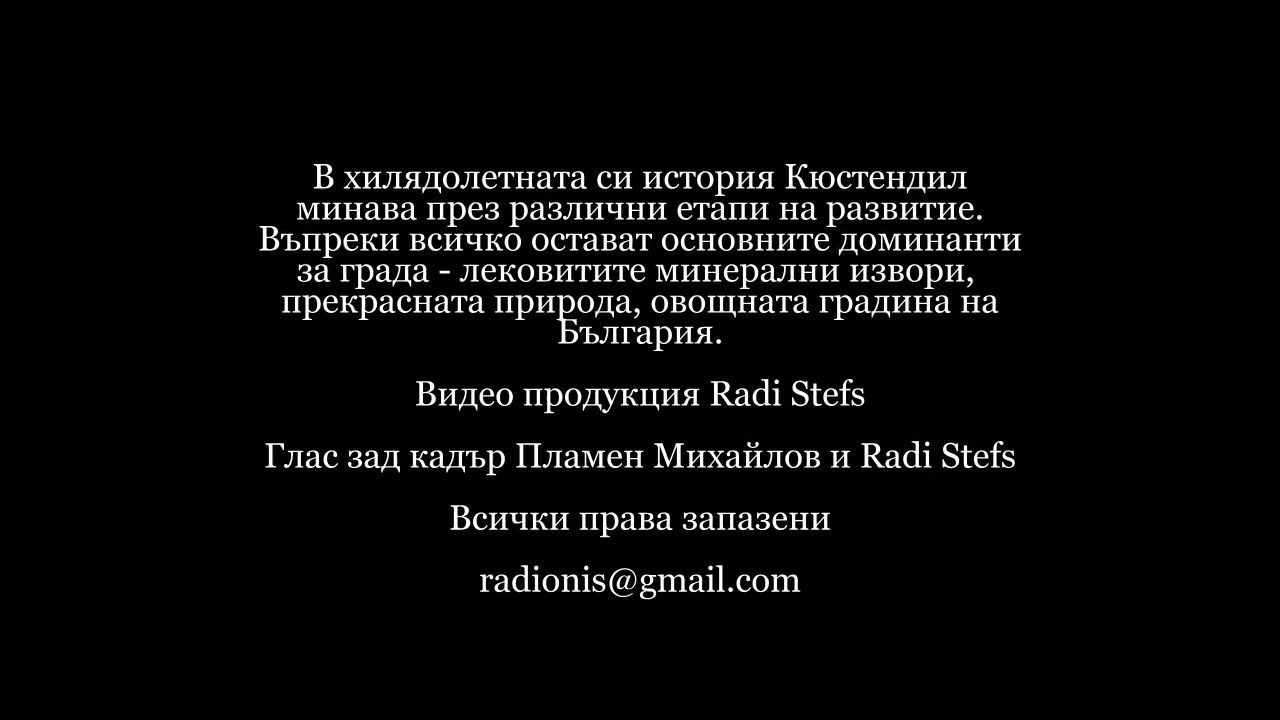 В хилядолетната си история Кюстендил
минава през различни етапи на развитие.
Въпреки всичко остават основните доминанти
за града - лековитите минерални извори,
прекрасната природа, овощната градина на
България.
Видео продукция Radi Stefs
Глас зад кадър Пламен Михайлов и Radi Stefs
Всички права запазени
radionis@gmail.com